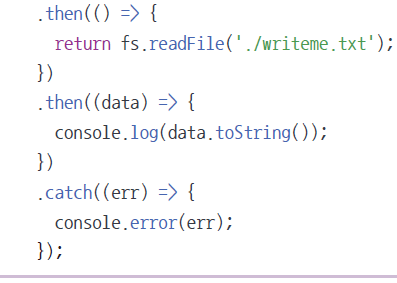 .then(() => {
return fs.readFile('./writeme.txt');
})
.then((data) => {
console.log(data.toString());
})
.catch((err) => {
console.error(err);
});